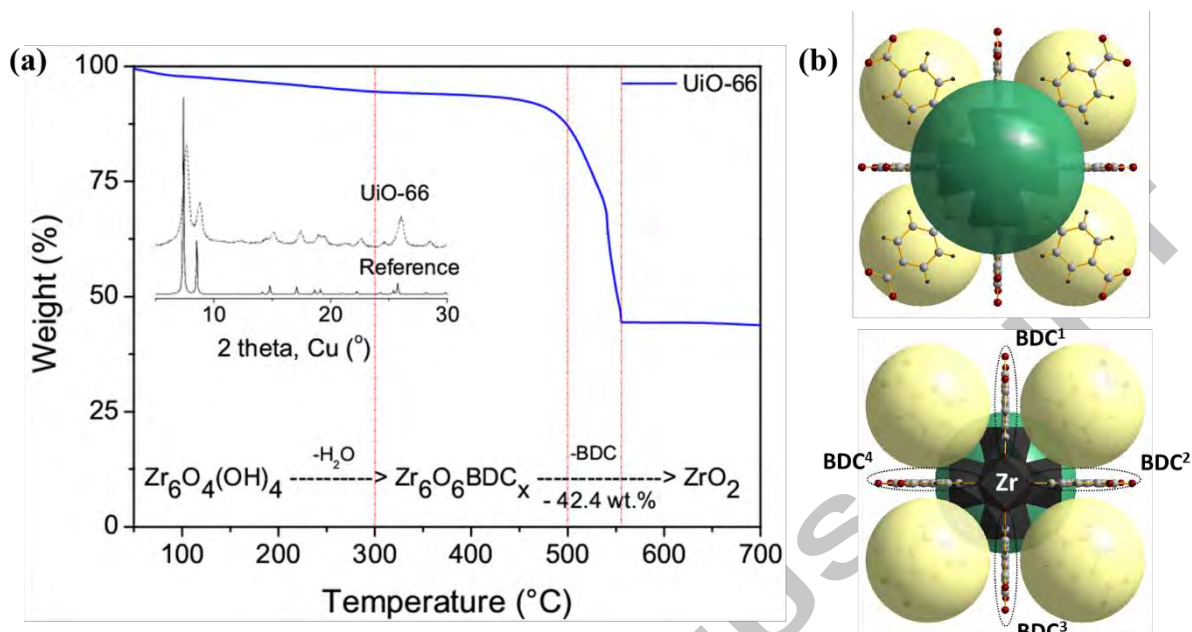 (a)
100
75
50
25
0
Weight (%)
UiO-66
UiO-66
Reference
10
20
30
2 theta, Cu (°)
-H₂O
-BDC
Zr₆O₄(OH)₄ ----------> Zr₆O₆BDCₓ ------------> ZrO₂
- 42.4 wt.%
100
200
300
400
500
600
700
Temperature (°C)
(b)
BDC¹
BDC⁴
BDC²
Zr
BDC³